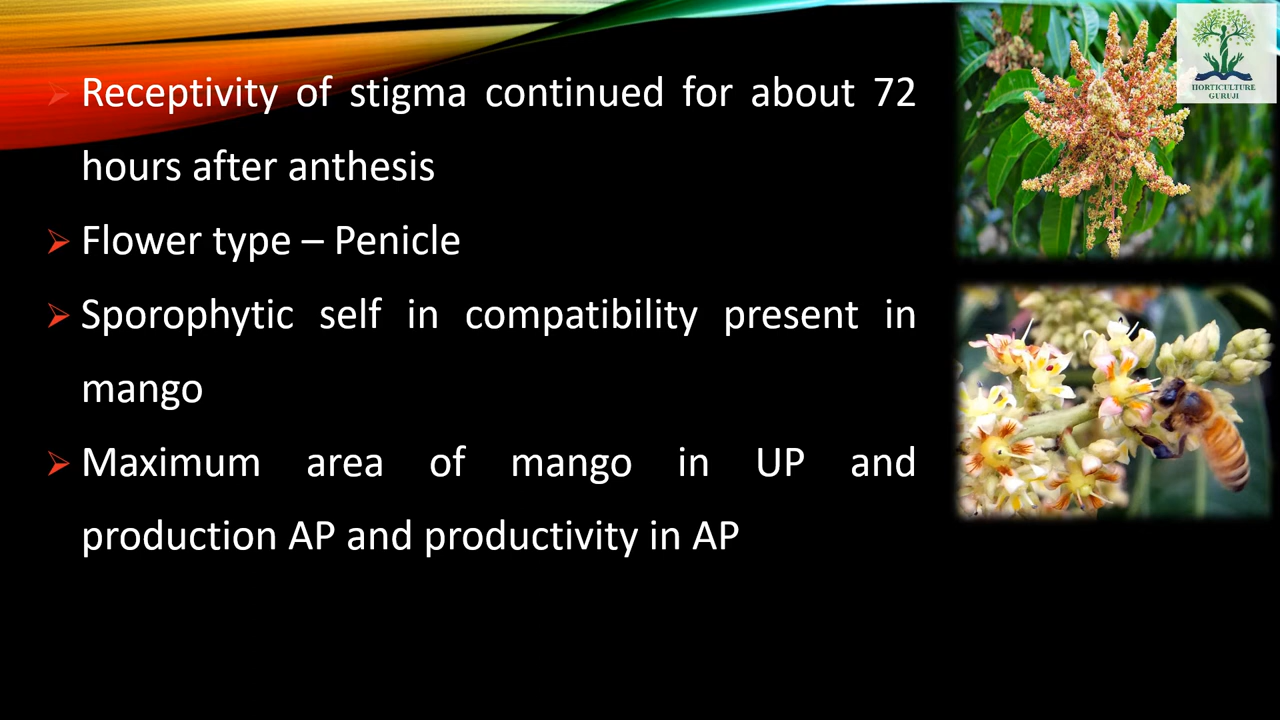 Receptivity of stigma continued for about 72
hours after anthesis
Flower type – Penicle
Sporophytic self in compatibility present in
mango
Maximum area of mango in UP and
production AP and productivity in AP
HORTICULTURE
GURUJI